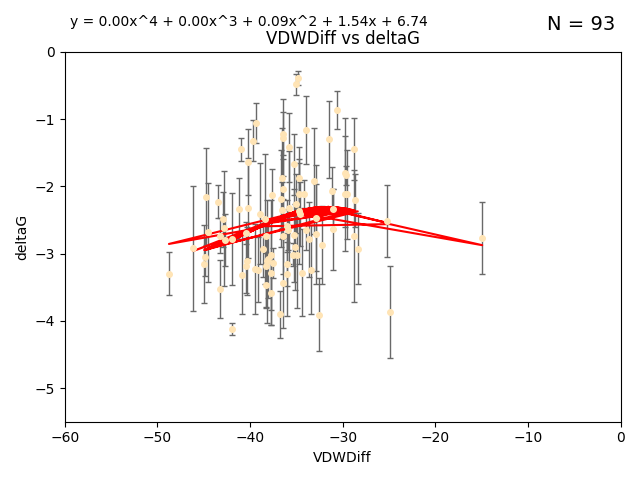 y = 0.00x^4 + 0.00x^3 + 0.09x^2 + 1.54x + 6.74
N = 93
VDWDiff vs deltaG
0
−1
−2
−3
−4
−5
deltaG
−60 −50 −40 −30 −20 −10 0
VDWDiff